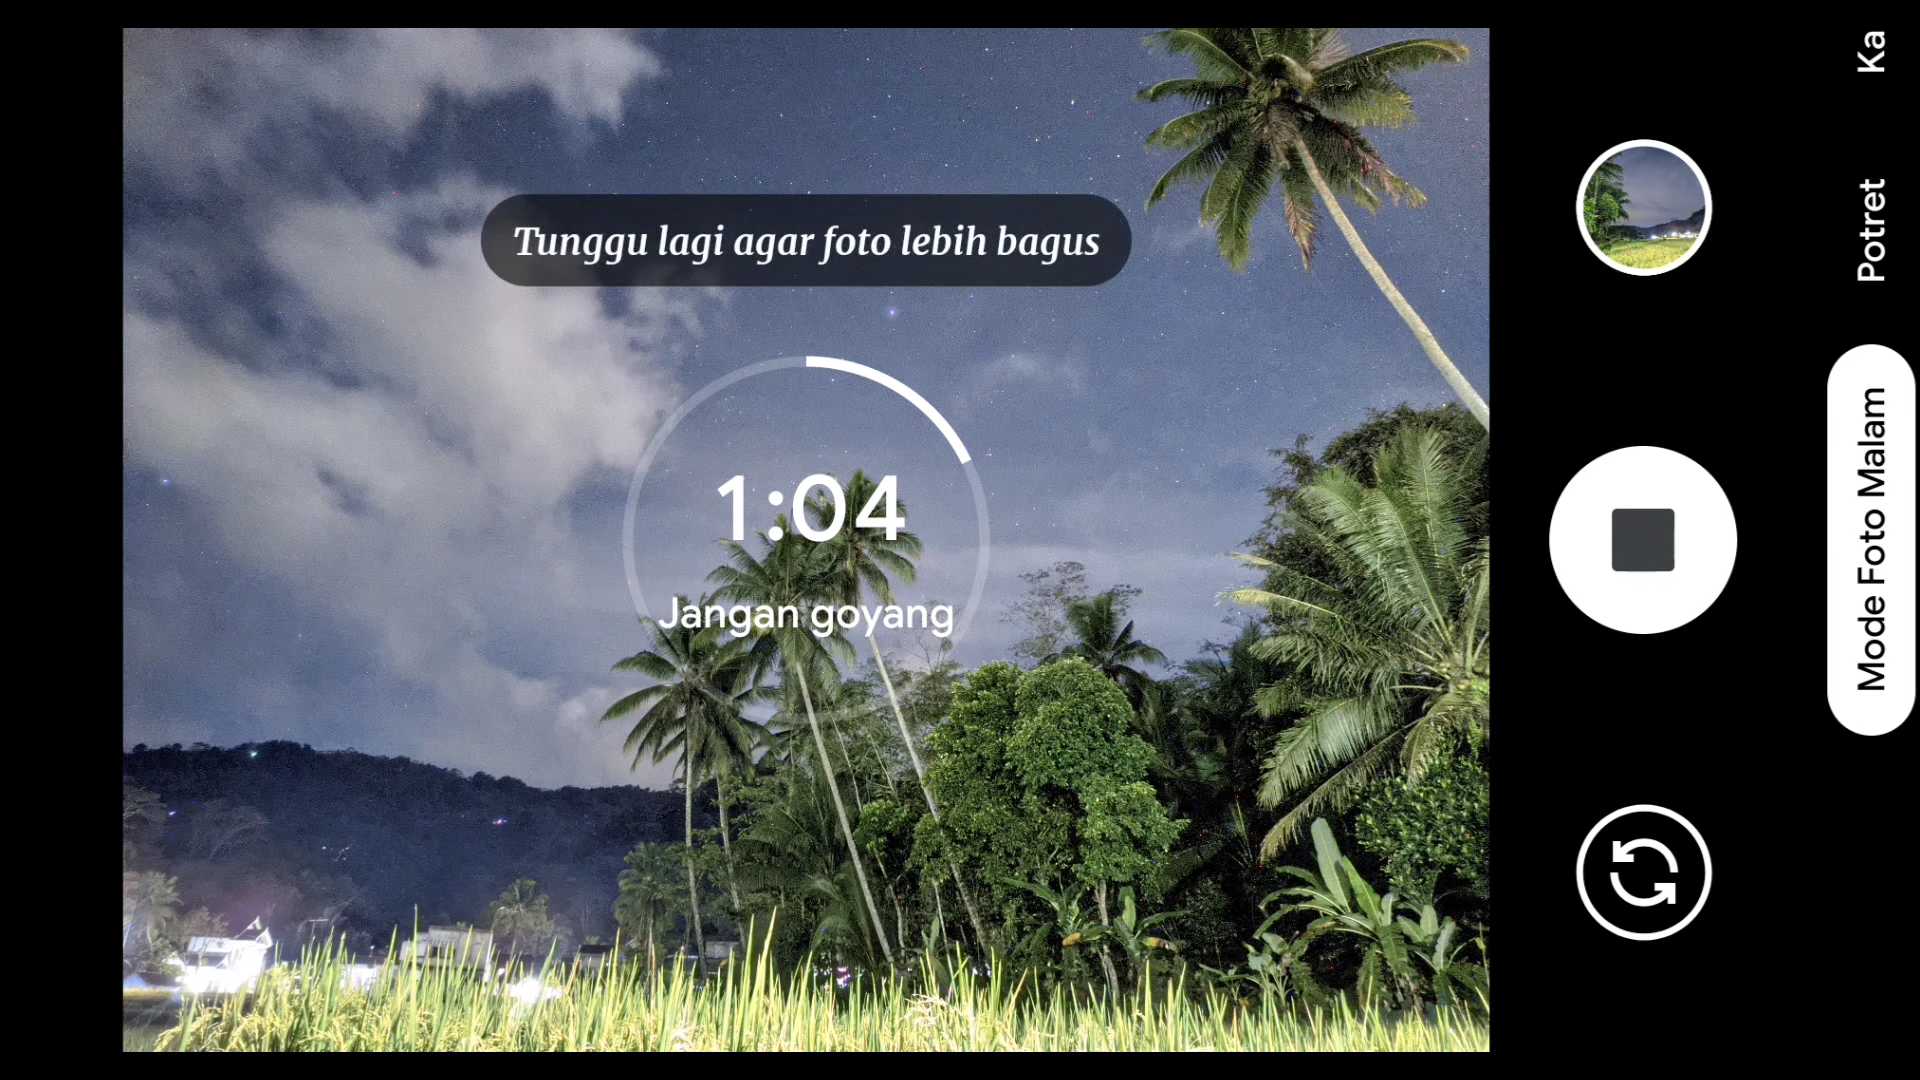 Tunggu lagi agar foto lebih bagus
1:04
Jangan goyang
Ka
Potret
Mode Foto Malam